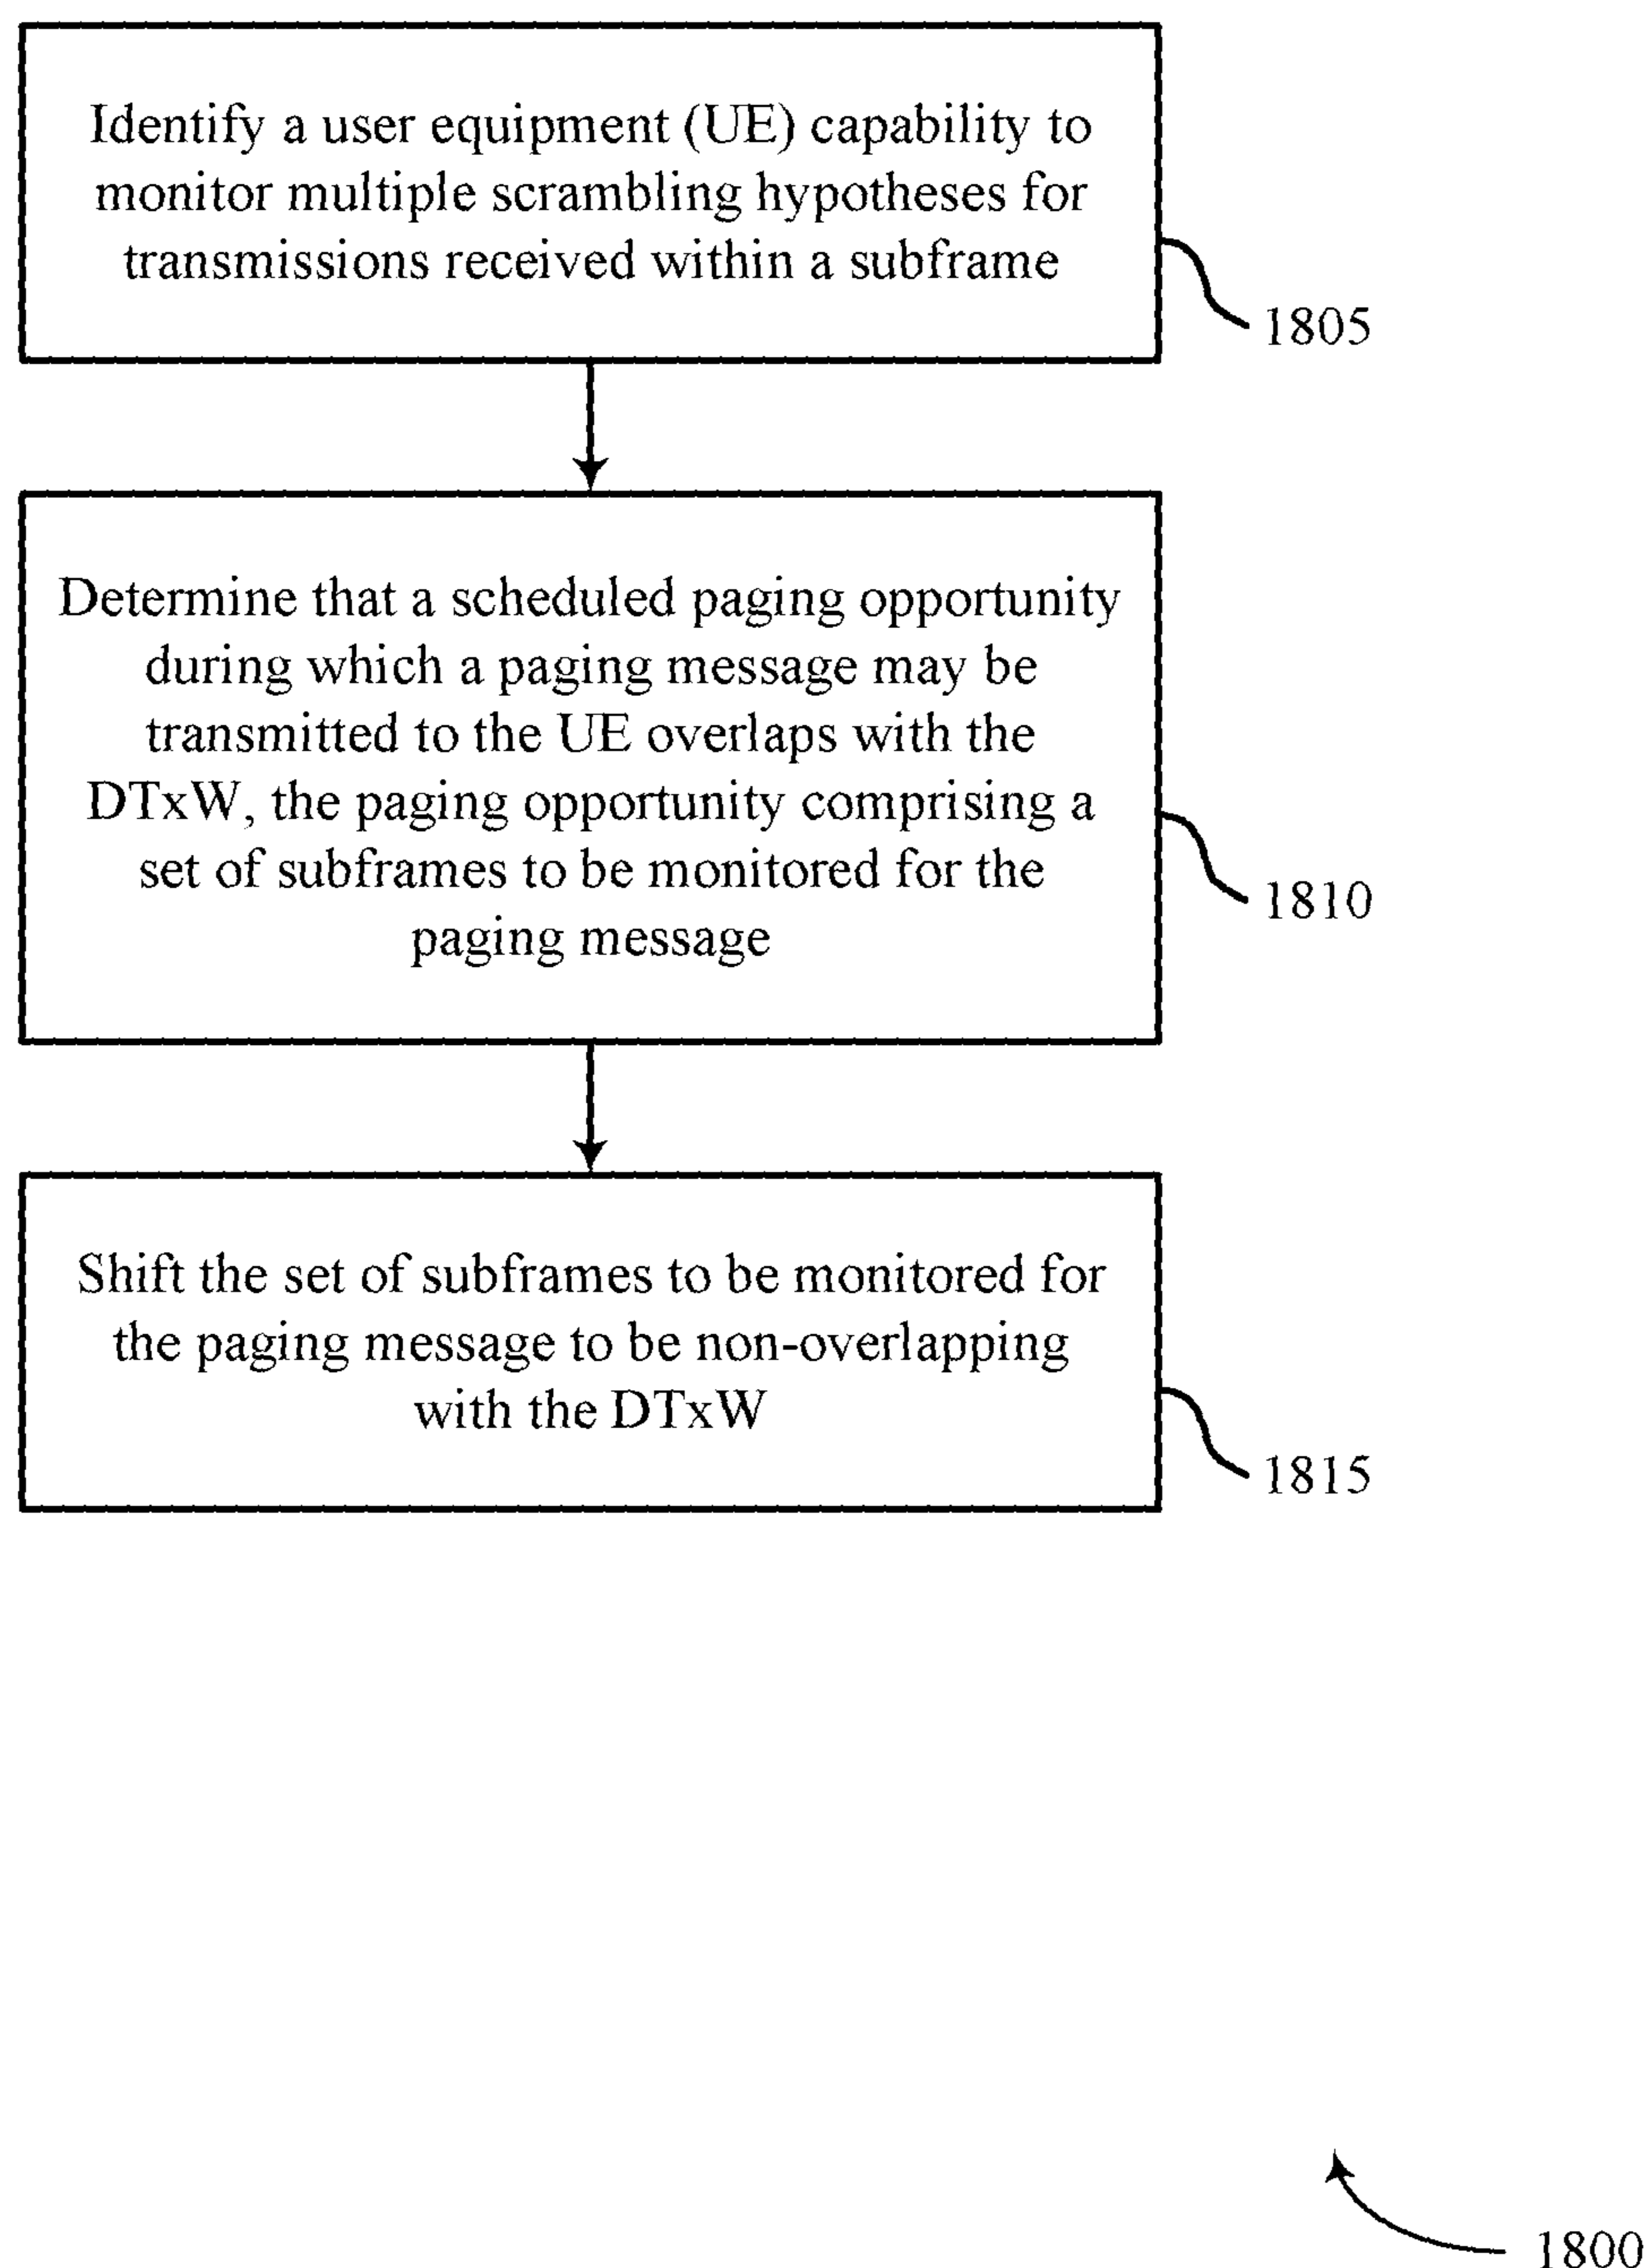 Identify a user equipment (UE) capability to
monitor multiple scrambling hypotheses for
transmissions received within a subframe
1805
Determine that a scheduled paging opportunity
during which a paging message may be
transmitted to the UE overlaps with the
DTxW, the paging opportunity comprising a
set of subframes to be monitored for the
paging message
1810
Shift the set of subframes to be monitored for
the paging message to be non-overlapping
with the DTxW
1815
1800